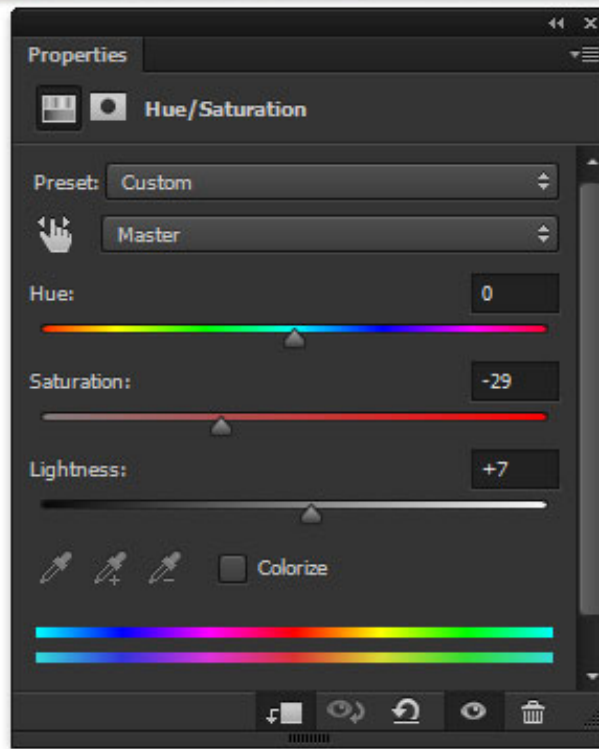 Properties
Hue/Saturation
Preset: Custom
Master
Hue: 0
Saturation: -29
Lightness: +7
Colorize